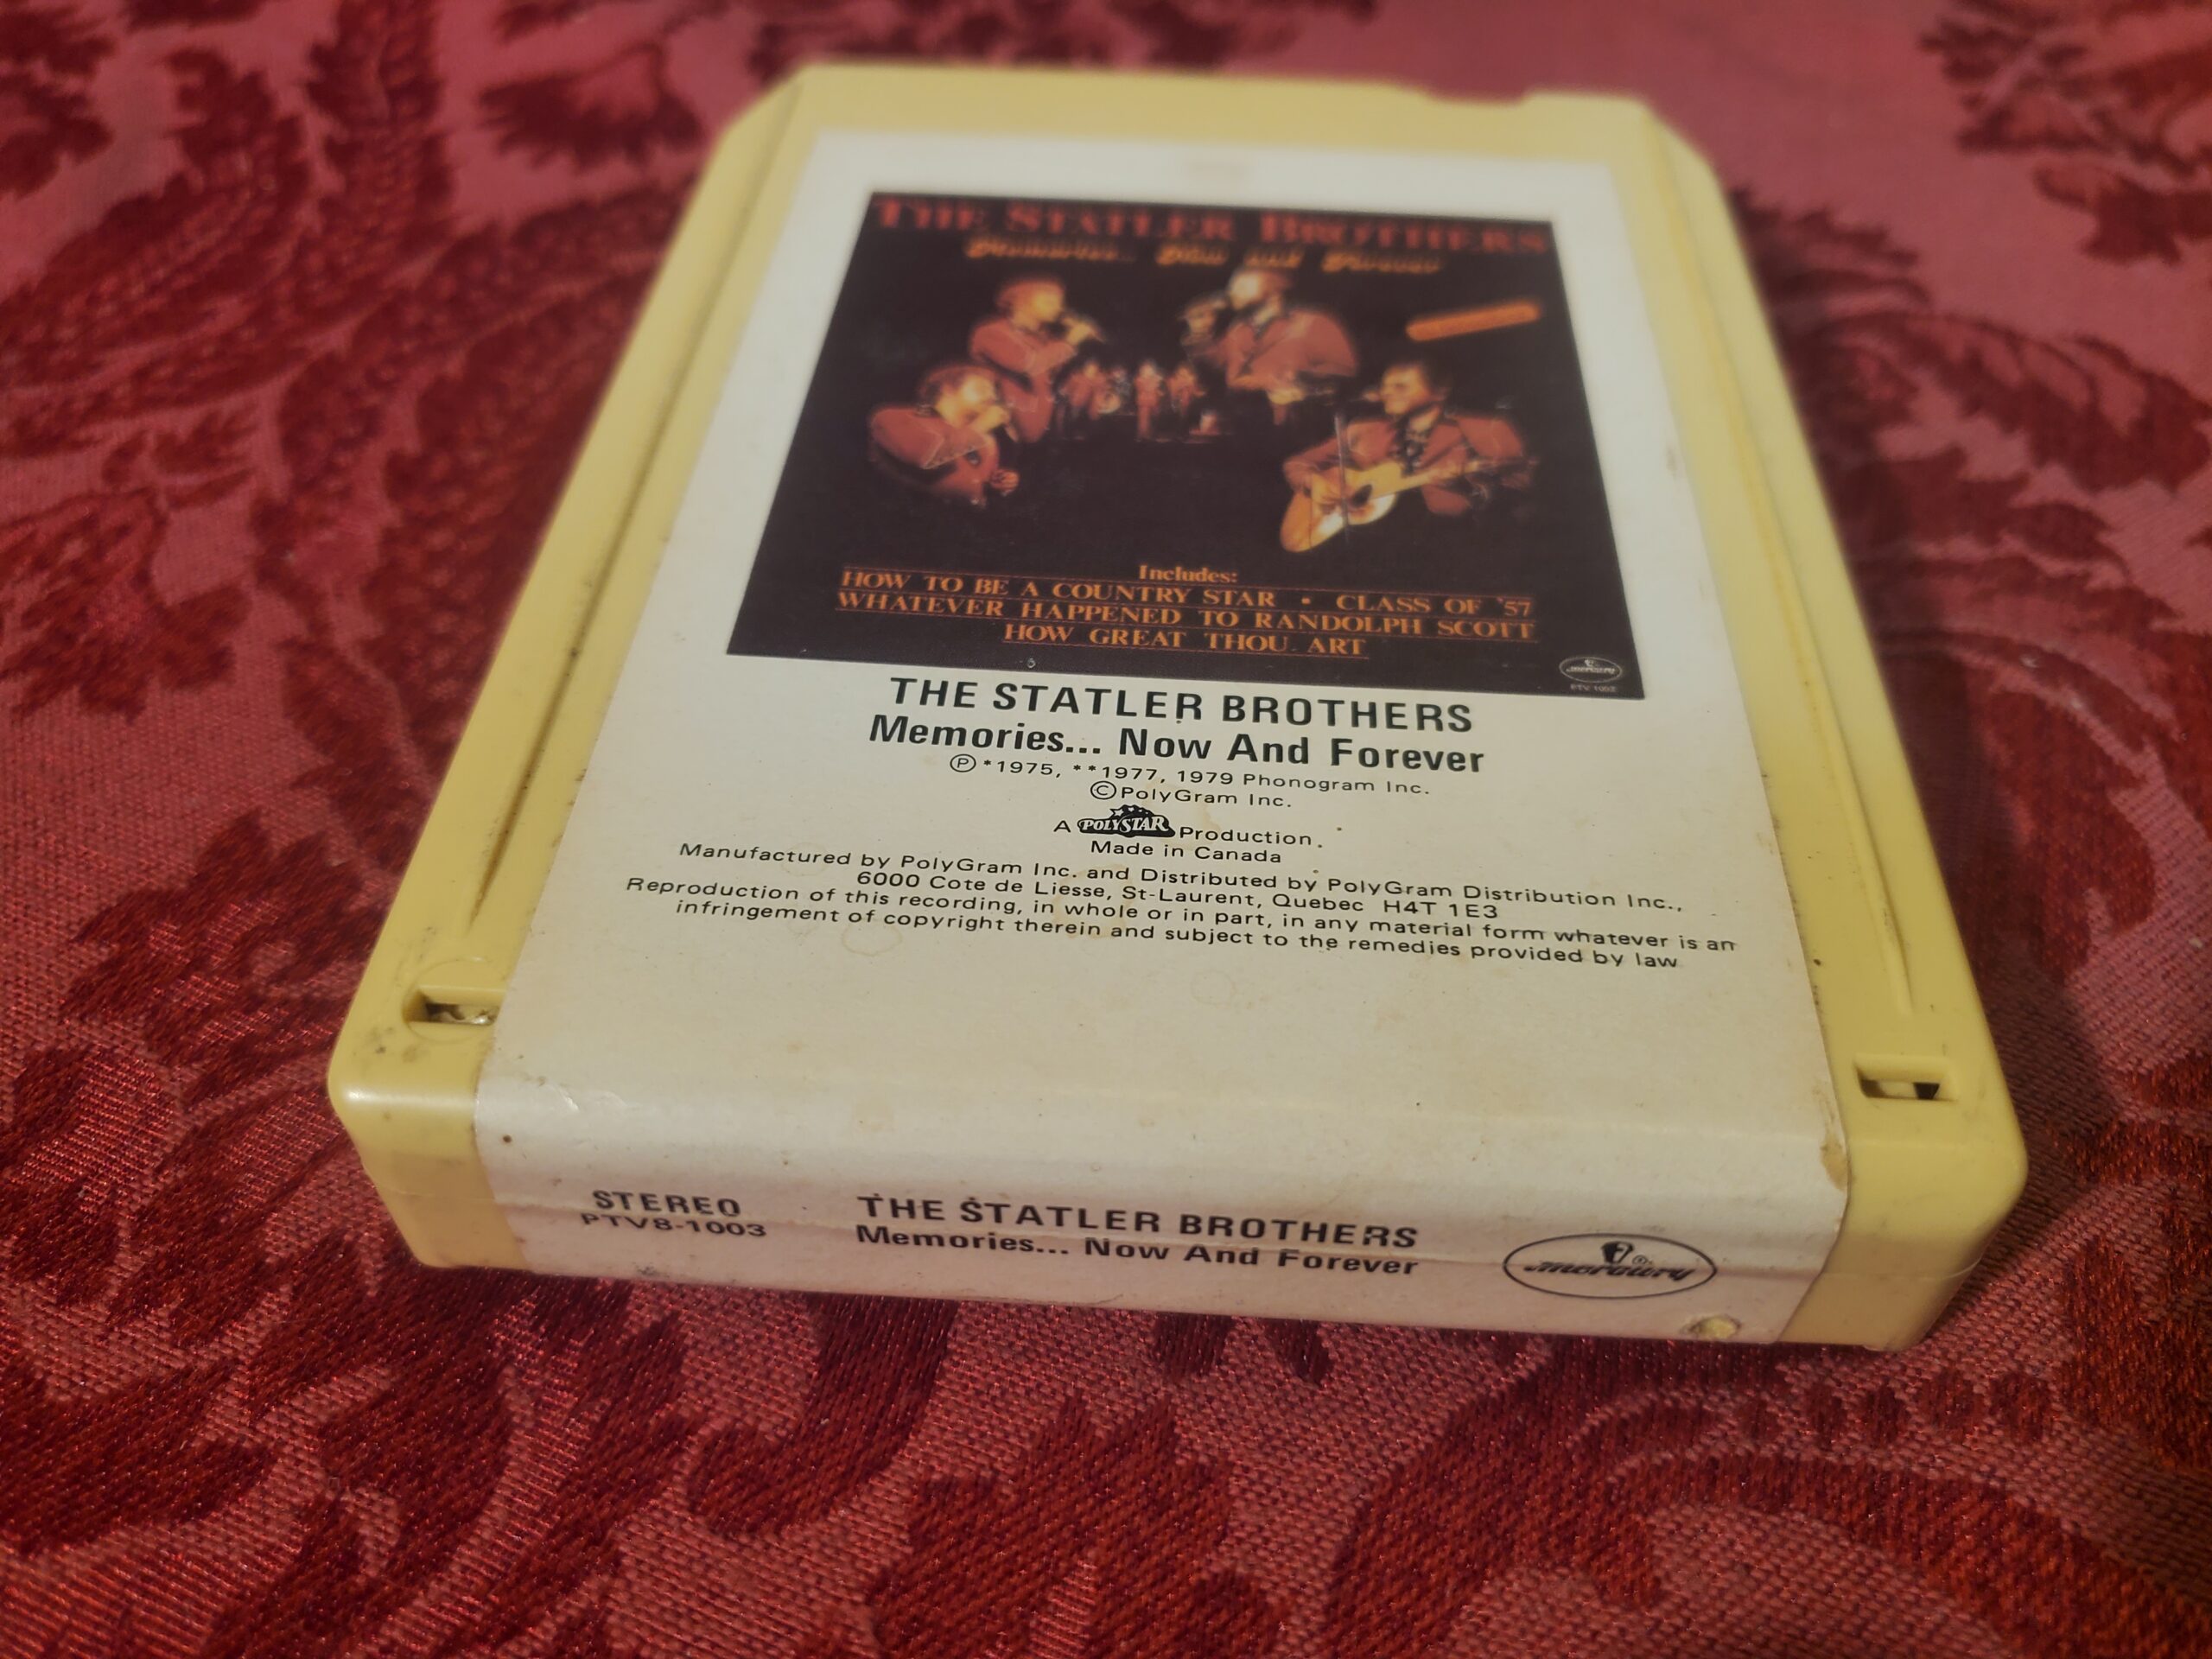 THE STATLER BROTHERS
Memories... Now and Forever
Includes:
HOW TO BE A COUNTRY STAR • CLASS OF '57
WHATEVER HAPPENED TO RANDOLPH SCOTT
HOW GREAT THOU ART
mercury
THE STATLER BROTHERS
Memories... Now And Forever
Ⓟ *1975, **1977, 1979 Phonogram Inc.
©PolyGram Inc.
A POLYSTAR Production.
Made in Canada
Manufactured by PolyGram Inc. and Distributed by PolyGram Distribution Inc.,
6000 Cote de Liesse, St-Laurent, Quebec H4T 1E3
Reproduction of this recording, in whole or in part, in any material form whatever is an
infringement of copyright therein and subject to the remedies provided by law
STEREO
PTV8-1003
THE STATLER BROTHERS
Memories... Now And Forever
mercury